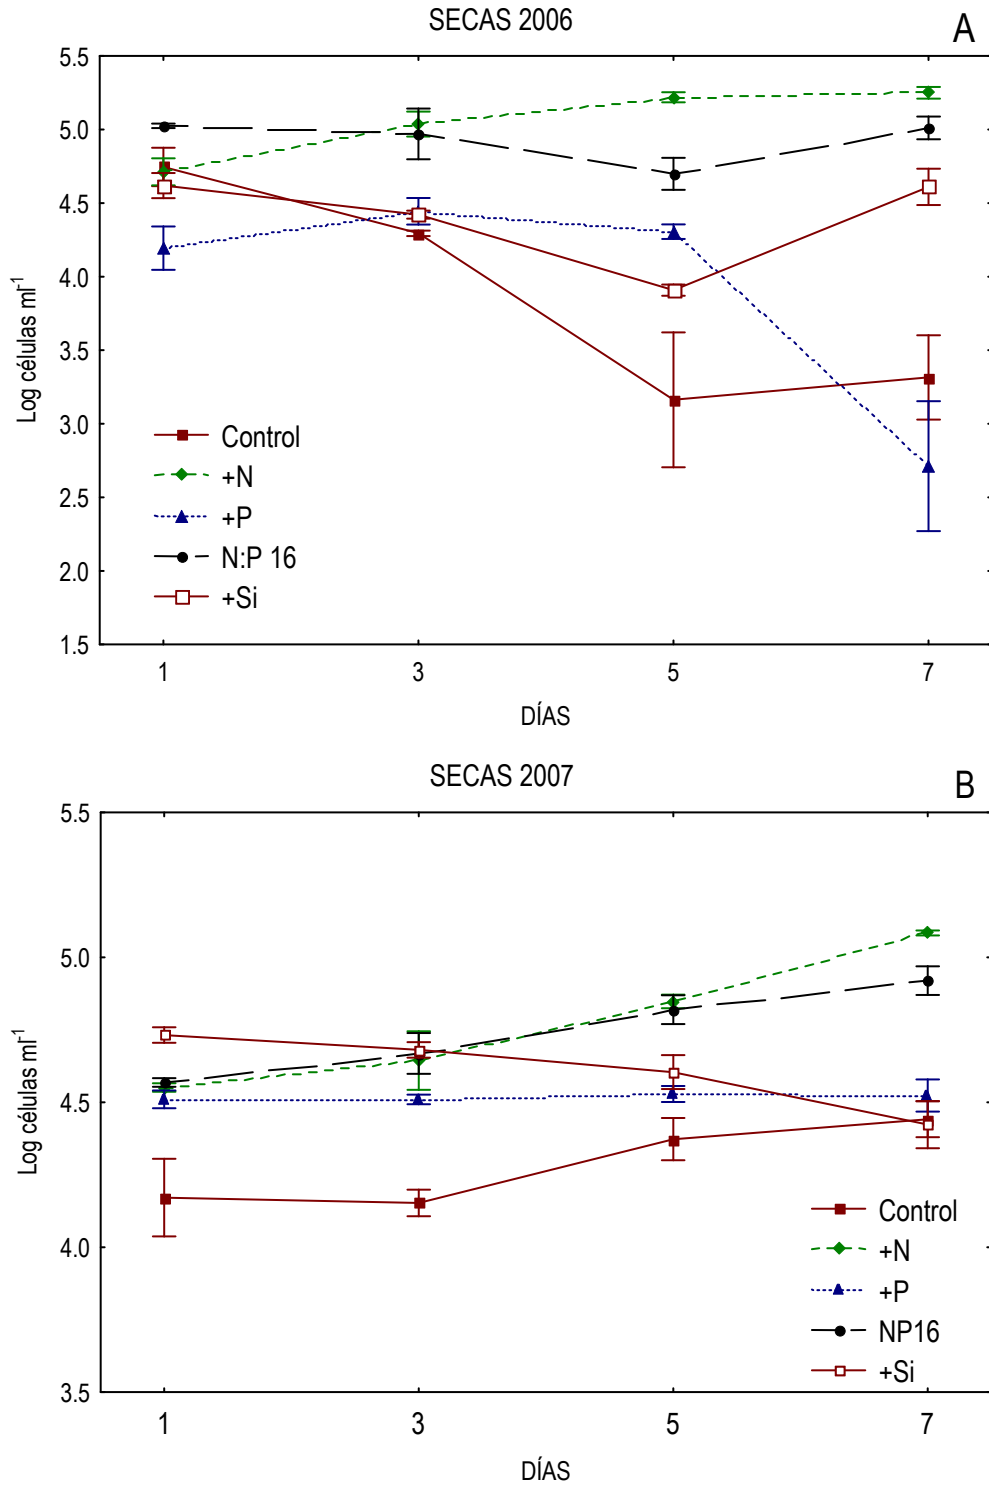 SECAS 2006
A
5.5
5.0
4.5
4.0
3.5
3.0
2.5
2.0
1.5
Log células ml-1
Control
+N
+P
N:P 16
+Si
1 3 5 7
DÍAS
SECAS 2007
B
5.5
5.0
4.5
4.0
3.5
Log células ml-1
Control
+N
+P
NP16
+Si
1 3 5 7
DÍAS